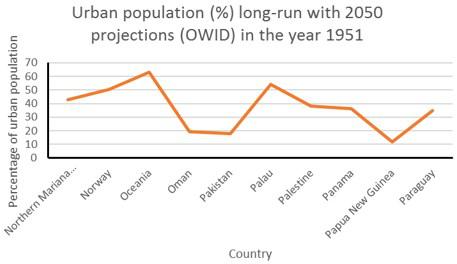 Urban population (%) long-run with 2050
projections (OWID) in the year 1951
Percentage of urban population
70
60
50
40
30
20
10
0
Northern Mariana...
Norway
Oceania
Oman
Pakistan
Palau
Palestine
Panama
Papua New Guinea
Paraguay
Country